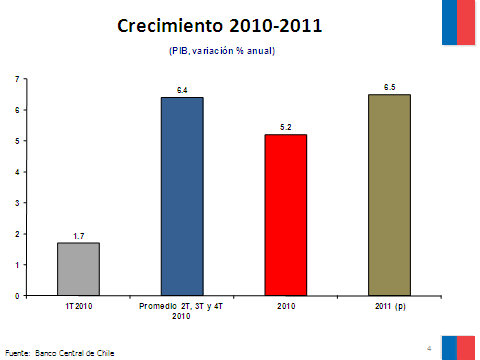 Crecimiento 2010-2011
(PIB, variación % anual)
7
6
5
4
3
2
1
0
1.7
6.4
5.2
6.5
1T2010
Promedio 2T, 3T y 4T
2010
2010
2011 (p)
Fuente: Banco Central de Chile
4